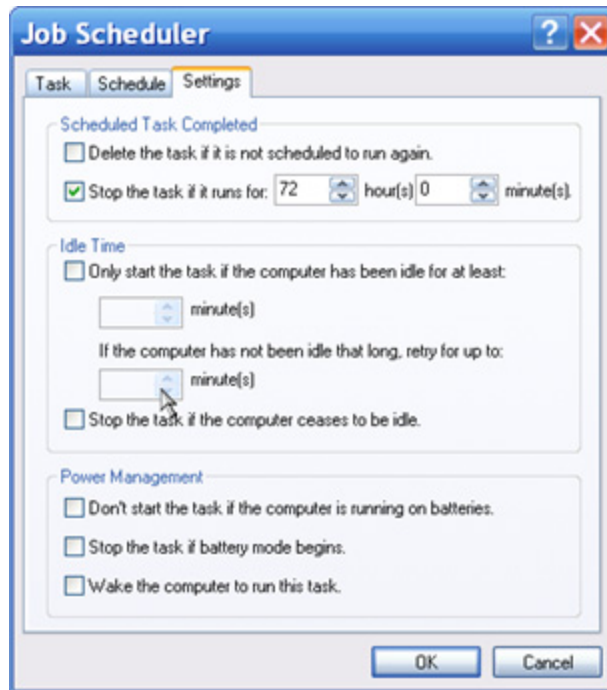 Job Scheduler
Task Schedule Settings
Scheduled Task Completed
Delete the task if it is not scheduled to run again.
Stop the task if it runs for: 72 hour(s) 0 minute(s).
Idle Time
Only start the task if the computer has been idle for at least:
minute(s)
If the computer has not been idle that long, retry for up to:
minute(s)
Stop the task if the computer ceases to be idle.
Power Management
Don't start the task if the computer is running on batteries.
Stop the task if battery mode begins.
Wake the computer to run this task.
OK Cancel